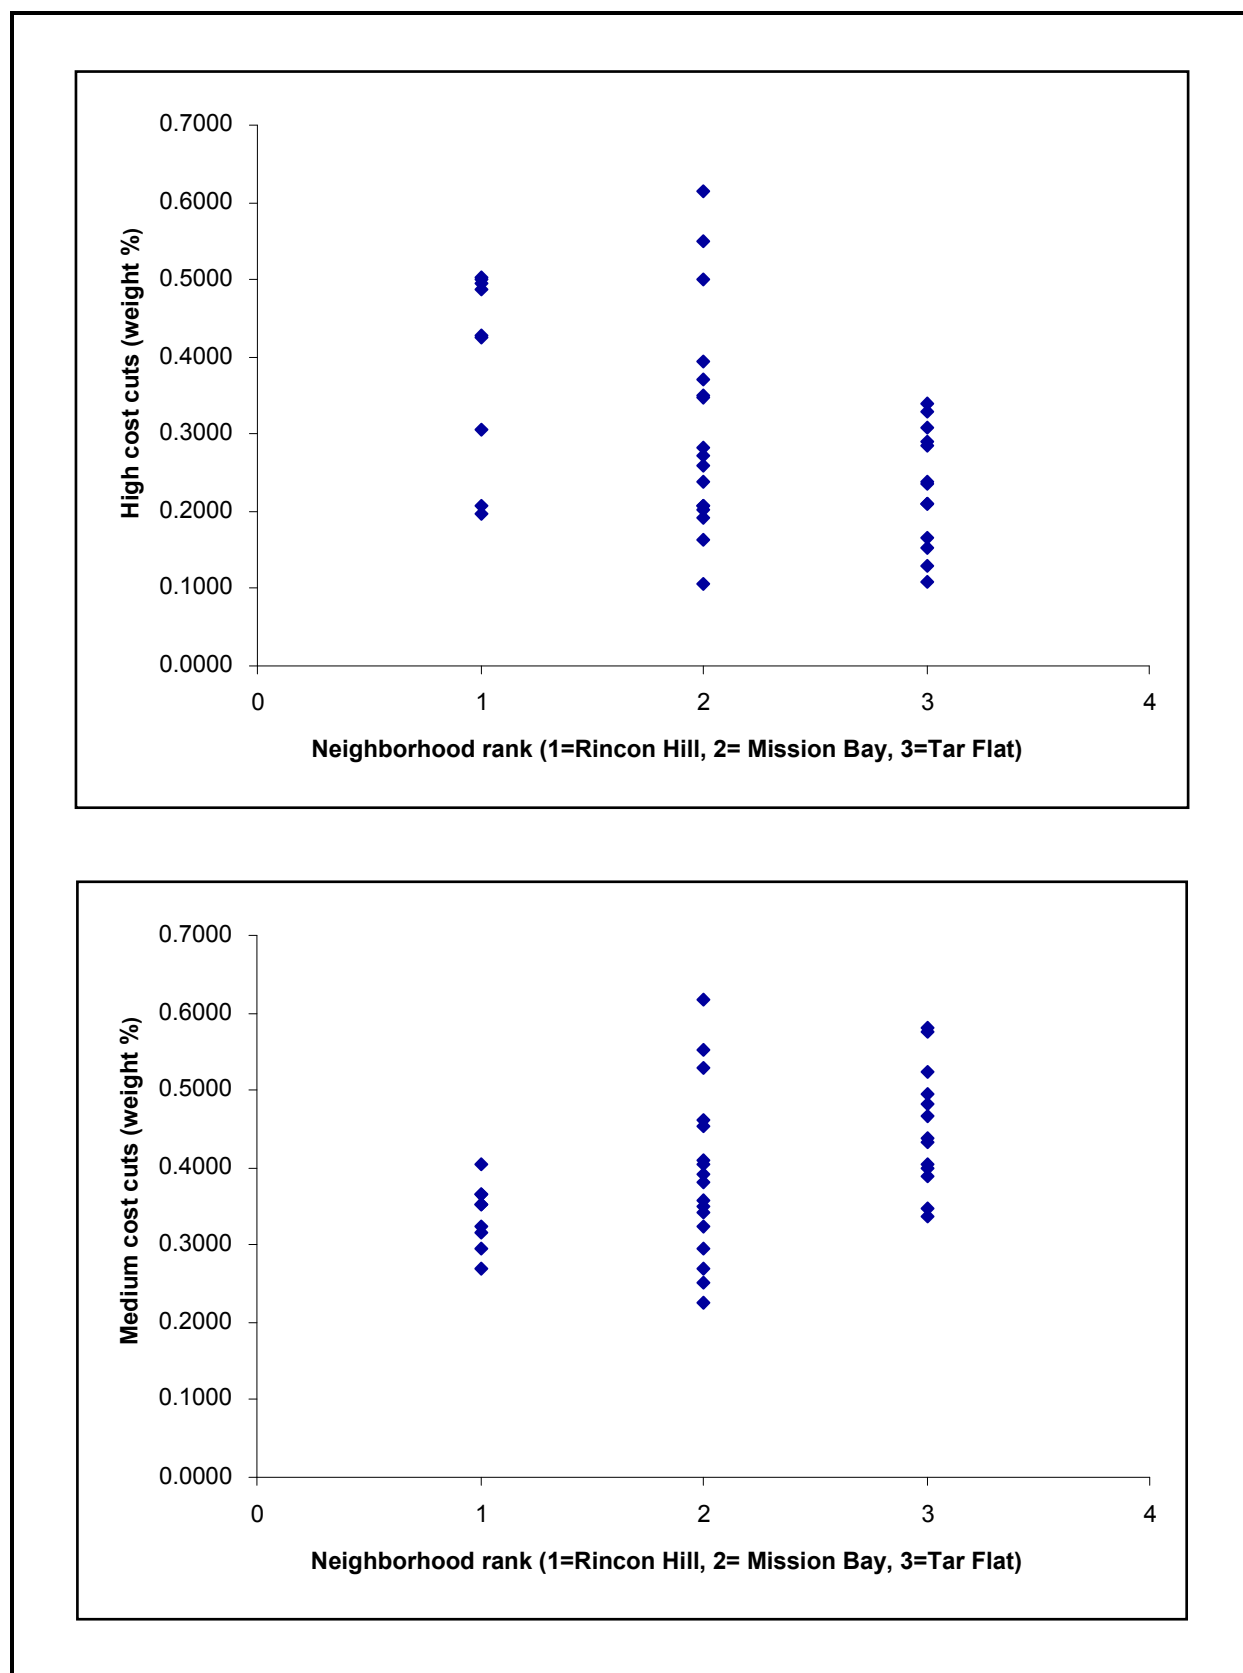 0.7000
0.6000
0.5000
0.4000
0.3000
0.2000
0.1000
0.0000
High cost cuts (weight %)
0 1 2 3 4
Neighborhood rank (1=Rincon Hill, 2= Mission Bay, 3=Tar Flat)
0.7000
0.6000
0.5000
0.4000
0.3000
0.2000
0.1000
0.0000
Medium cost cuts (weight %)
0 1 2 3 4
Neighborhood rank (1=Rincon Hill, 2= Mission Bay, 3=Tar Flat)